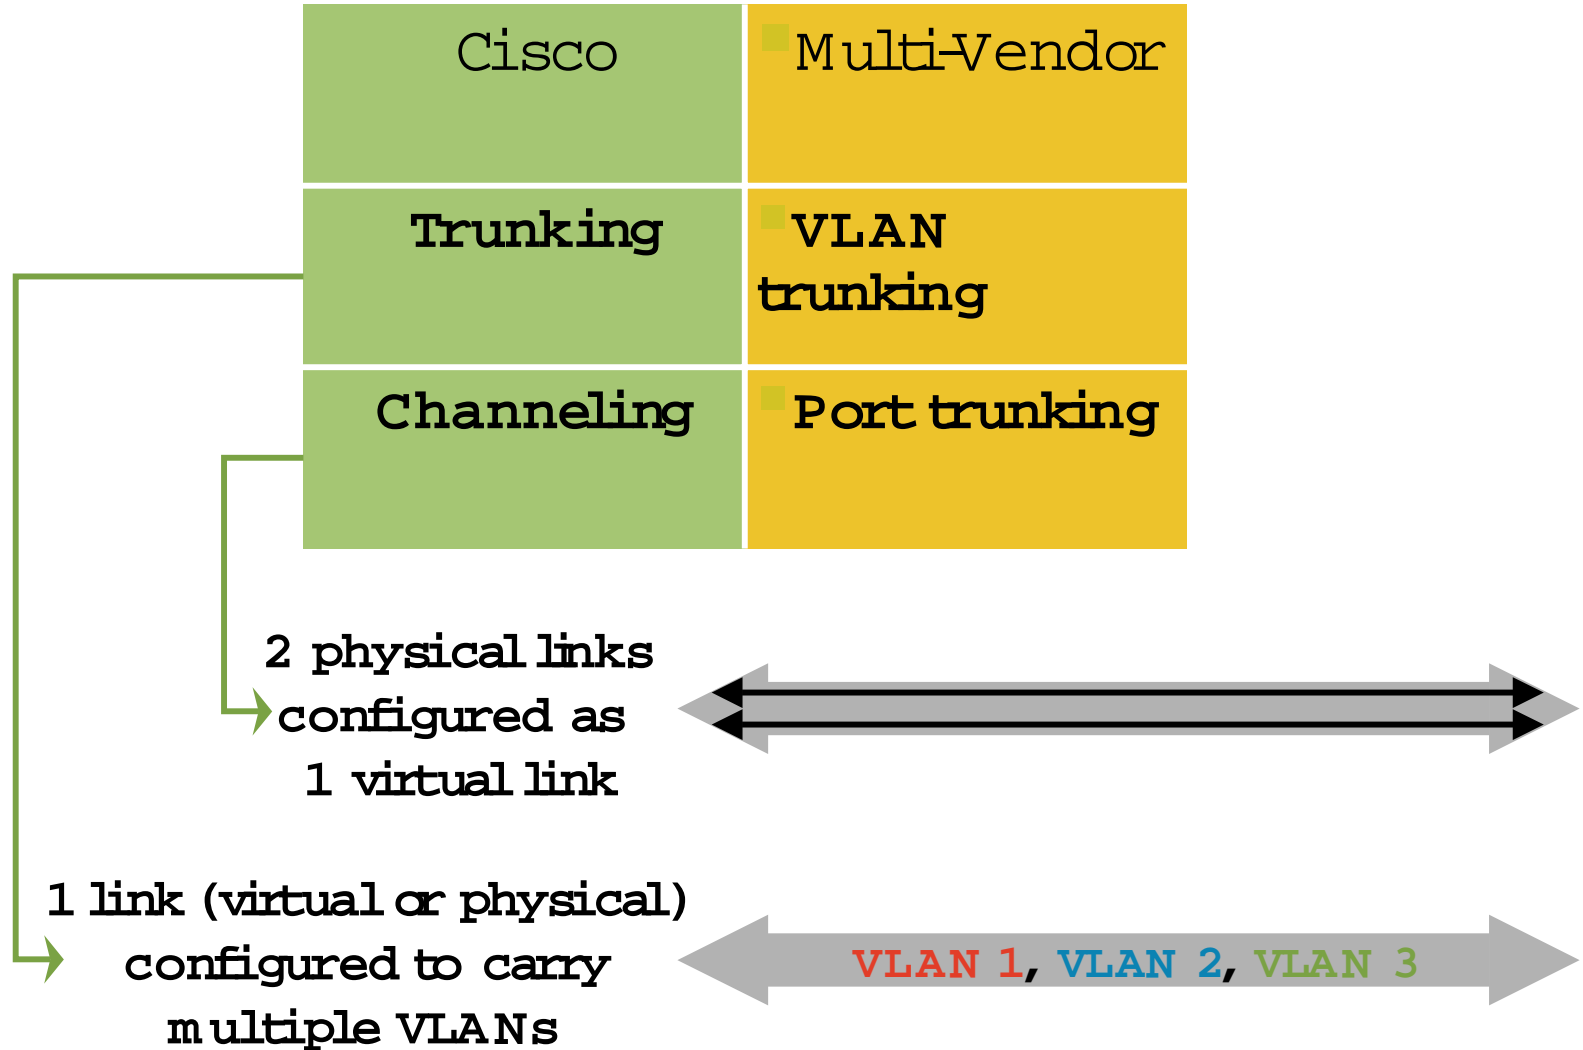 Cisco
Multi-Vendor
Trunking
VLAN
trunking
Channeling
Port trunking
2 physical links
configured as
1 virtual link
1 link (virtual or physical)
configured to carry
multiple VLANs
VLAN 1, VLAN 2, VLAN 3